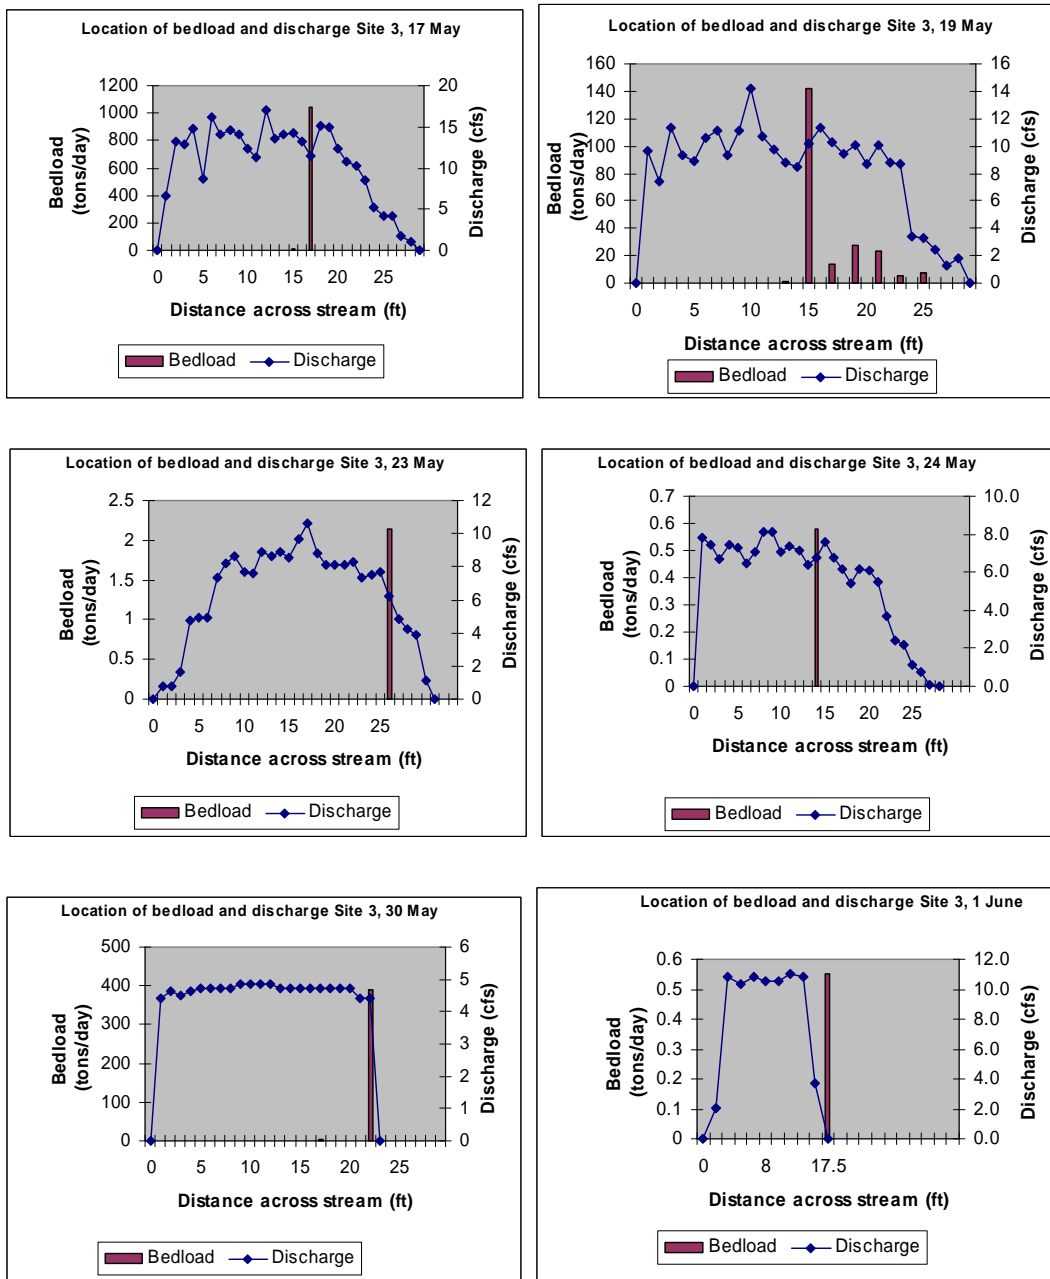 Location of bedload and discharge Site 3, 17 May
Bedload
(tons/day)
1200
1000
800
600
400
200
0
20
15
10
5
0
Discharge (cfs)
0 5 10 15 20 25
Distance across stream (ft)
Bedload Discharge
Location of bedload and discharge Site 3, 19 May
Bedload
(tons/day)
160
140
120
100
80
60
40
20
0
16
14
12
10
8
6
4
2
0
Discharge (cfs)
0 5 10 15 20 25
Distance across stream (ft)
Bedload Discharge
Location of bedload and discharge Site 3, 23 May
Bedload
(tons/day)
2.5
2
1.5
1
0.5
0
12
10
8
6
4
2
0
Discharge (cfs)
0 5 10 15 20 25
Distance across stream (ft)
Bedload Discharge
Location of bedload and discharge Site 3, 24 May
Bedload
(tons/day)
0.7
0.6
0.5
0.4
0.3
0.2
0.1
0
10.0
8.0
6.0
4.0
2.0
0.0
Discharge (cfs)
0 5 10 15 20 25
Distance across stream (ft)
Bedload Discharge
Location of bedload and discharge Site 3, 30 May
Bedload
(tons/day)
500
400
300
200
100
0
6
5
4
3
2
1
0
Discharge (cfs)
0 5 10 15 20 25
Distance across stream (ft)
Bedload Discharge
Location of bedload and discharge Site 3, 1 June
Bedload
(tons/day)
0.6
0.5
0.4
0.3
0.2
0.1
0
12.0
10.0
8.0
6.0
4.0
2.0
0.0
Discharge (cfs)
0 8 17.5
Distance across stream (ft)
Bedload Discharge